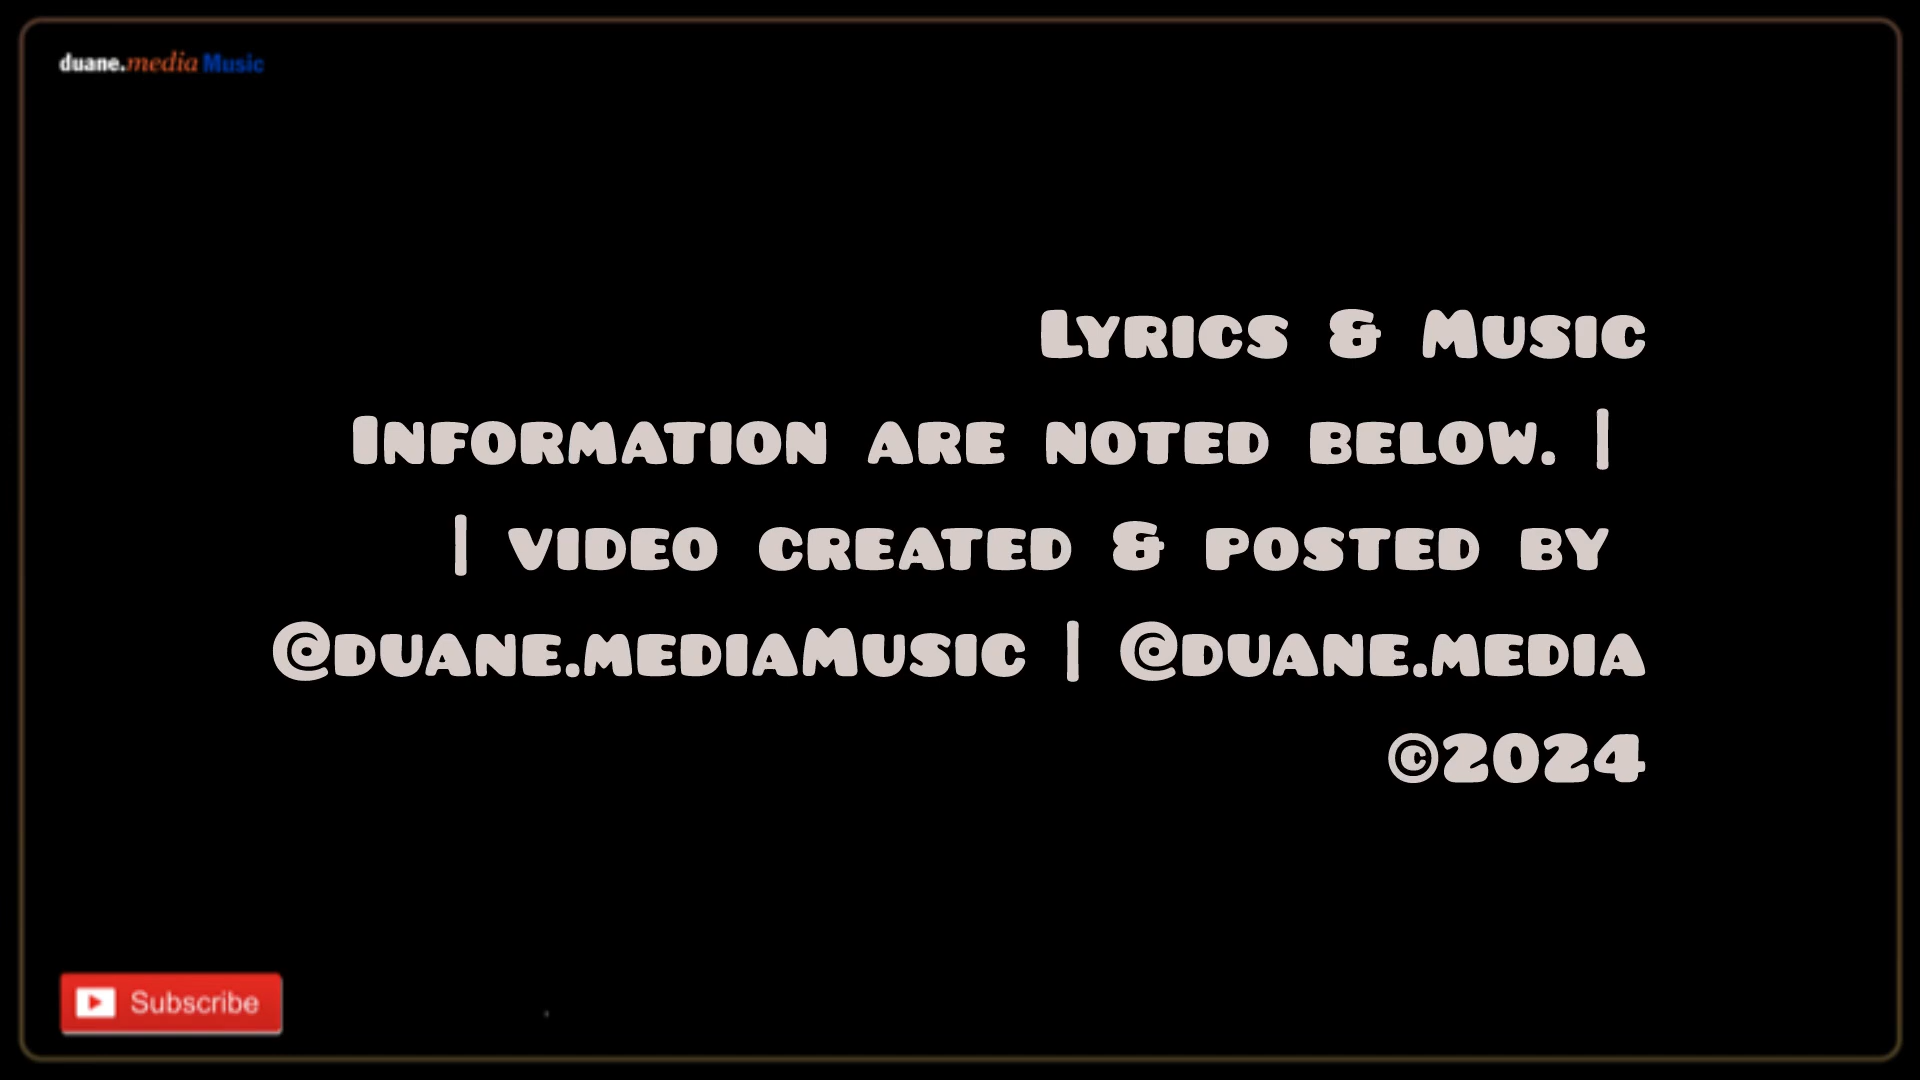 duane.media Music
Lyrics & Music
Information are noted below. |
| video created & posted by
@duane.mediaMusic | @duane.media
©2024
Subscribe